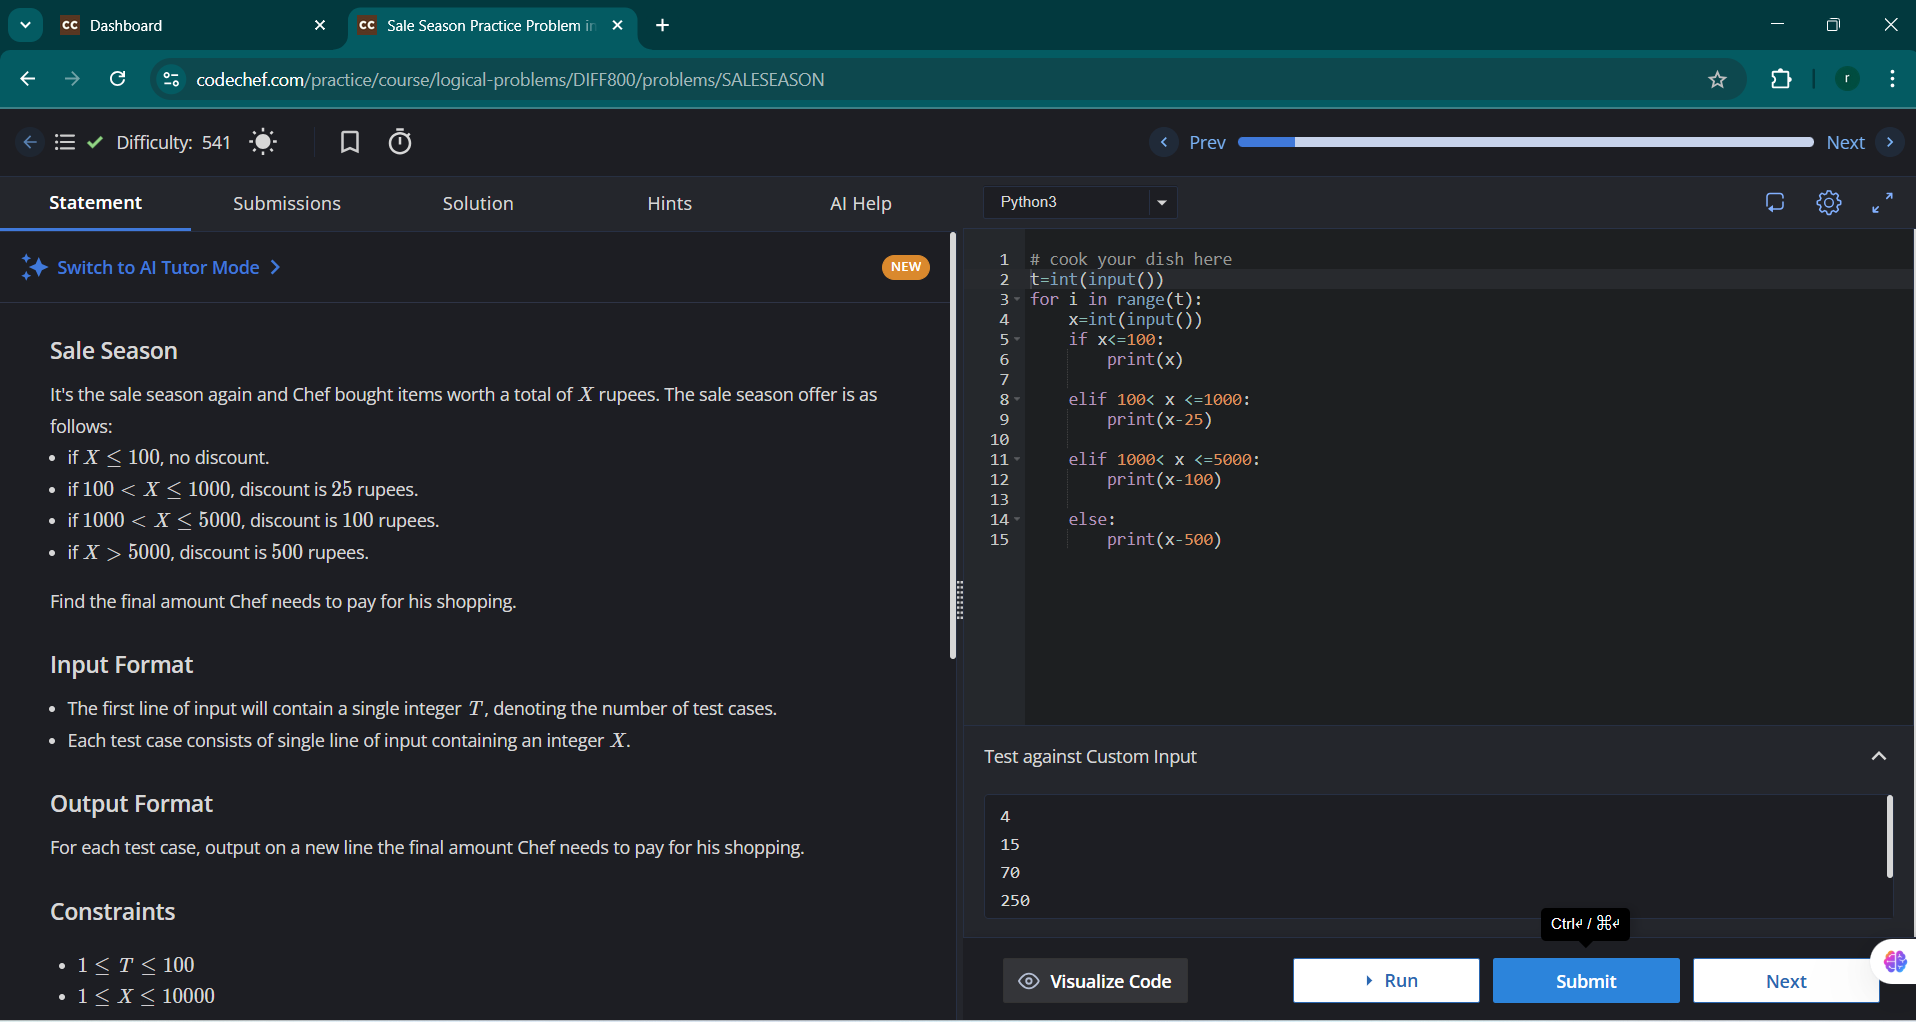 CC Dashboard
CC Sale Season Practice Problem in
codechef.com/practice/course/logical-problems/DIFF800/problems/SALESEASON
r
Difficulty: 541
Prev
Next
Statement
Submissions
Solution
Hints
AI Help
Python3
Switch to AI Tutor Mode
NEW
Sale Season
It's the sale season again and Chef bought items worth a total of X rupees. The sale season offer is as
follows:
• if X ≤ 100, no discount.
• if 100 < X ≤ 1000, discount is 25 rupees.
• if 1000 < X ≤ 5000, discount is 100 rupees.
• if X > 5000, discount is 500 rupees.
Find the final amount Chef needs to pay for his shopping.
Input Format
• The first line of input will contain a single integer T, denoting the number of test cases.
• Each test case consists of single line of input containing an integer X.
Output Format
For each test case, output on a new line the final amount Chef needs to pay for his shopping.
Constraints
• 1 ≤ T ≤ 100
• 1 ≤ X ≤ 10000
1 # cook your dish here
2 t=int(input())
3 for i in range(t):
4     x=int(input())
5     if x<=100:
6         print(x)
7
8     elif 100< x <=1000:
9         print(x-25)
10
11     elif 1000< x <=5000:
12         print(x-100)
13
14     else:
15         print(x-500)
Test against Custom Input
4
15
70
250
Ctrl↵ / ⌘↵
Visualize Code
Run
Submit
Next